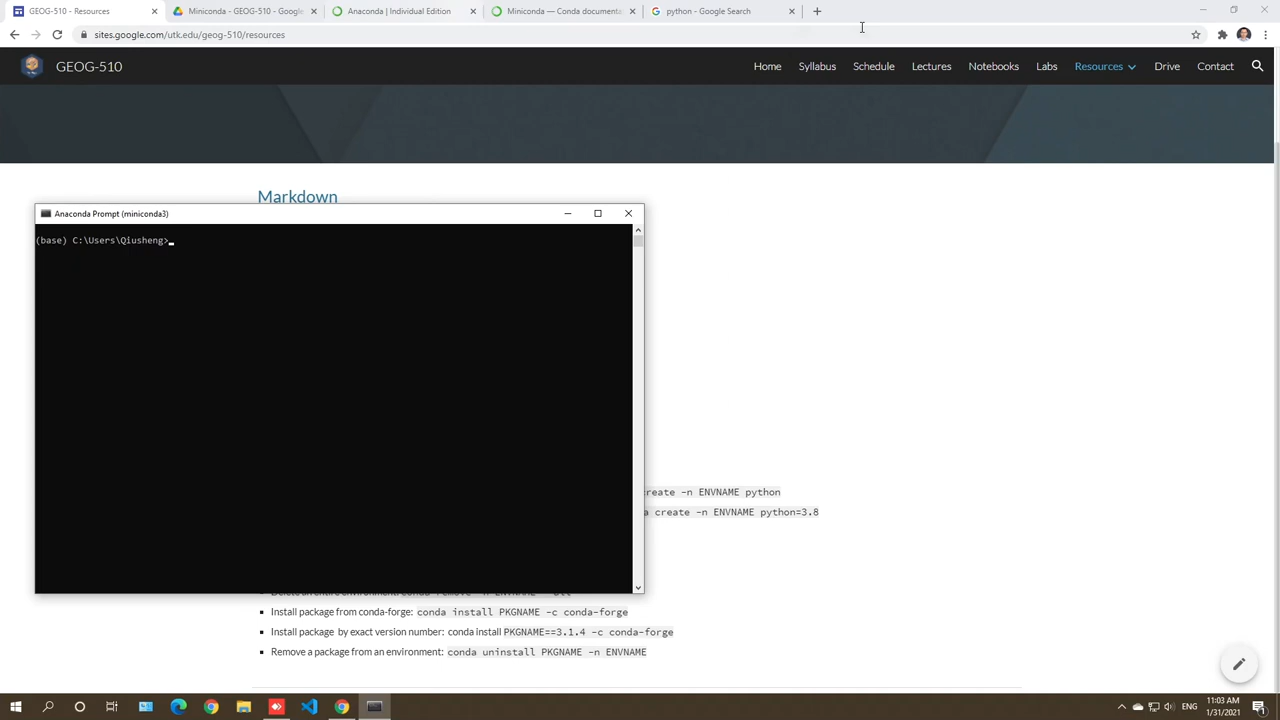 GEOG-510 - Resources
Miniconda - GEOG-510 - Google
Anaconda | Individual Edition
Miniconda — Conda documenta
python - Google Search
sites.google.com/utk.edu/geog-510/resources
GEOG-510
Home
Syllabus
Schedule
Lectures
Notebooks
Labs
Resources
Drive
Contact
Markdown
Anaconda Prompt (miniconda3)
(base) C:\Users\Qiusheng>
create -n ENVNAME python
a create -n ENVNAME python=3.8
Install package from conda-forge: conda install PKGNAME -c conda-forge
Install package by exact version number: conda install PKGNAME==3.1.4 -c conda-forge
Remove a package from an environment: conda uninstall PKGNAME -n ENVNAME
ENG
11:03 AM
1/31/2021